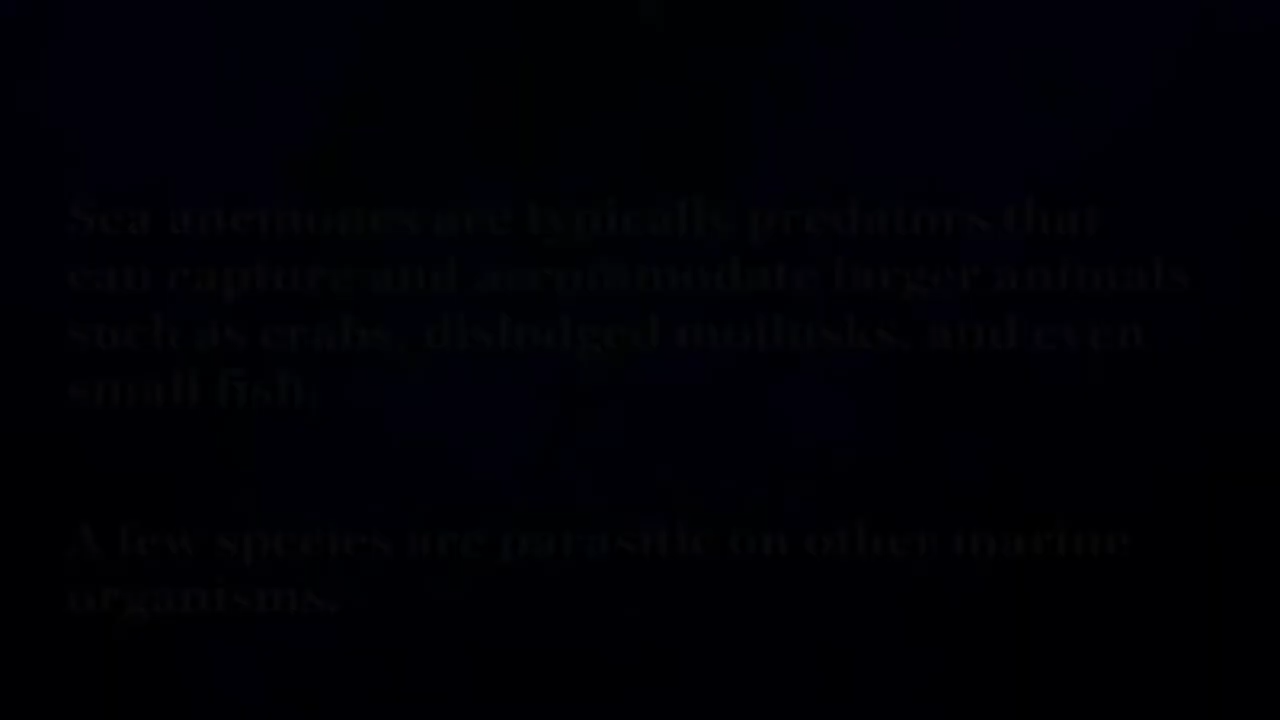 Sea anemones are typically predators that
can capture and accommodate larger animals
such as crabs, dislodged mollusks, and even
small fish.
A few species are parasitic on other marine
organisms.